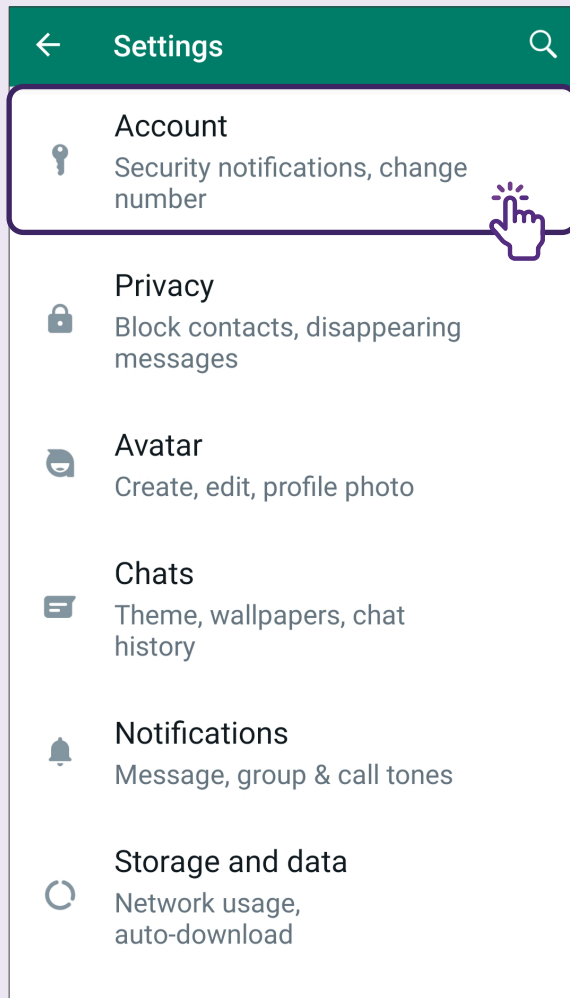 Settings
Account
Security notifications, change
number
Privacy
Block contacts, disappearing
messages
Avatar
Create, edit, profile photo
Chats
Theme, wallpapers, chat
history
Notifications
Message, group & call tones
Storage and data
Network usage,
auto-download